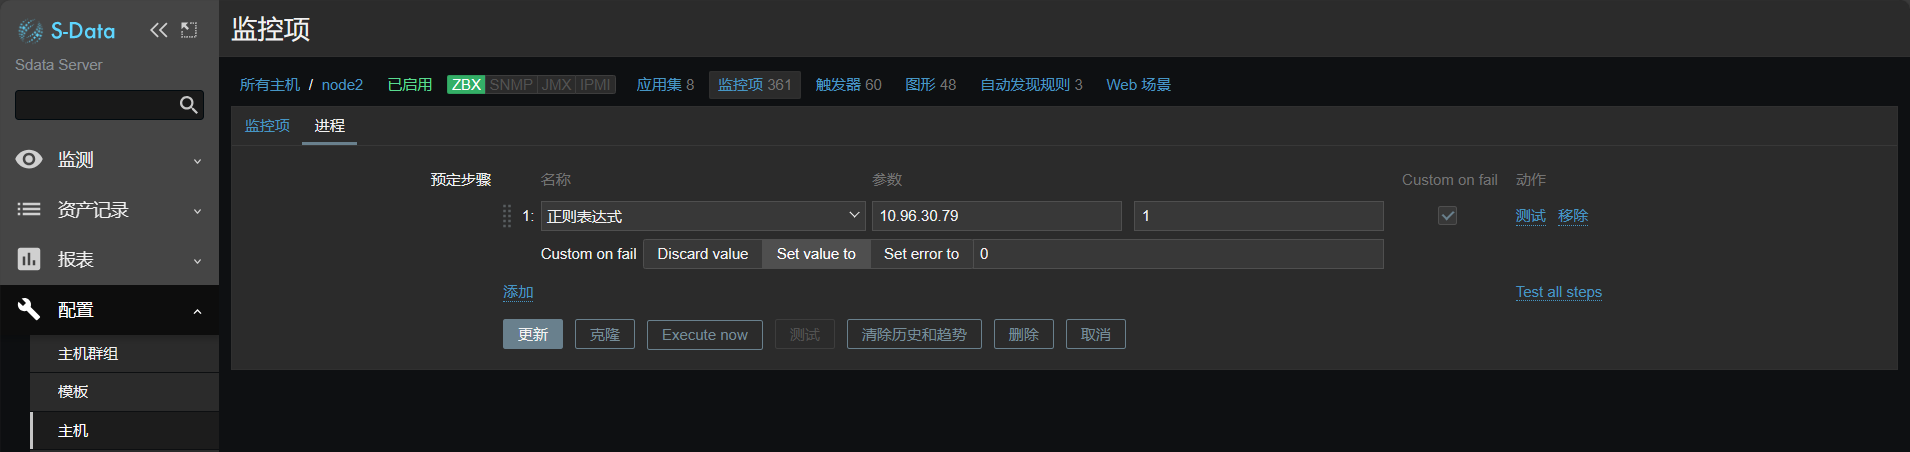 S-Data
Sdata Server
监测
资产记录
报表
配置
主机群组
模板
主机
监控项
所有主机 / node2 已启用 ZBX SNMP JMX IPMI 应用集 8 监控项 361 触发器 60 图形 48 自动发现规则 3 Web 场景
监控项 进程
预定步骤 名称 参数 Custom on fail 动作
1: 正则表达式 10.96.30.79 1 测试 移除
Custom on fail Discard value Set value to Set error to 0
添加 Test all steps
更新 克隆 Execute now 测试 清除历史和趋势 删除 取消